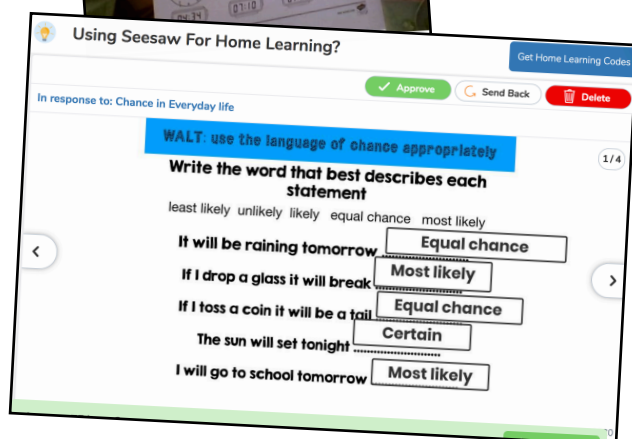 04:34
07:10
Using Seesaw For Home Learning?
Get Home Learning Codes
Approve
Send Back
Delete
In response to: Chance in Everyday life
1/4
WALT: use the language of chance appropriately
Write the word that best describes each
statement
least likely unlikely likely equal chance most likely
It will be raining tomorrow Equal chance
If I drop a glass it will break Most likely
If I toss a coin it will be a tail Equal chance
The sun will set tonight Certain
I will go to school tomorrow Most likely